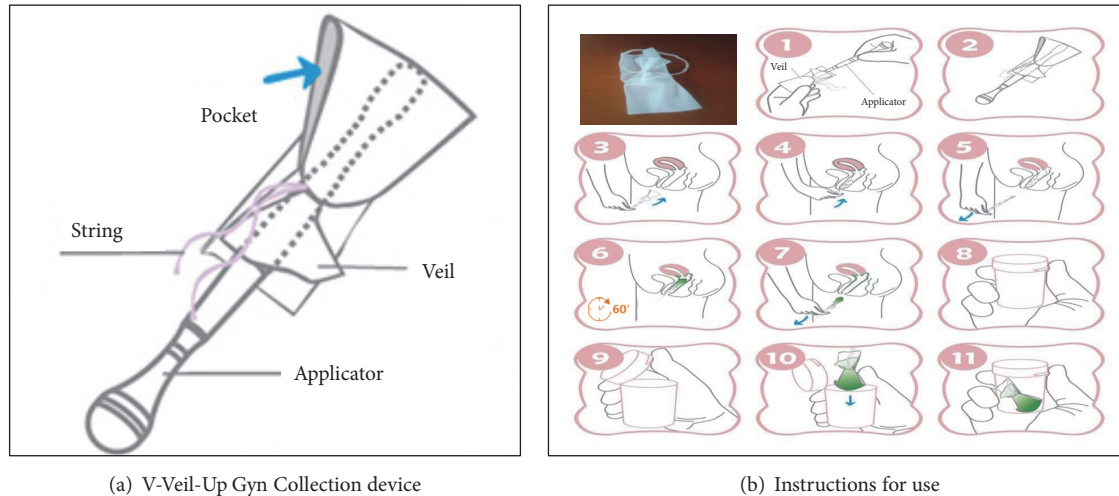 Pocket
String
Veil
Applicator
(a) V-Veil-Up Gyn Collection device
1
Veil
Applicator
2
3
4
5
6
60'
7
8
9
10
11
(b) Instructions for use